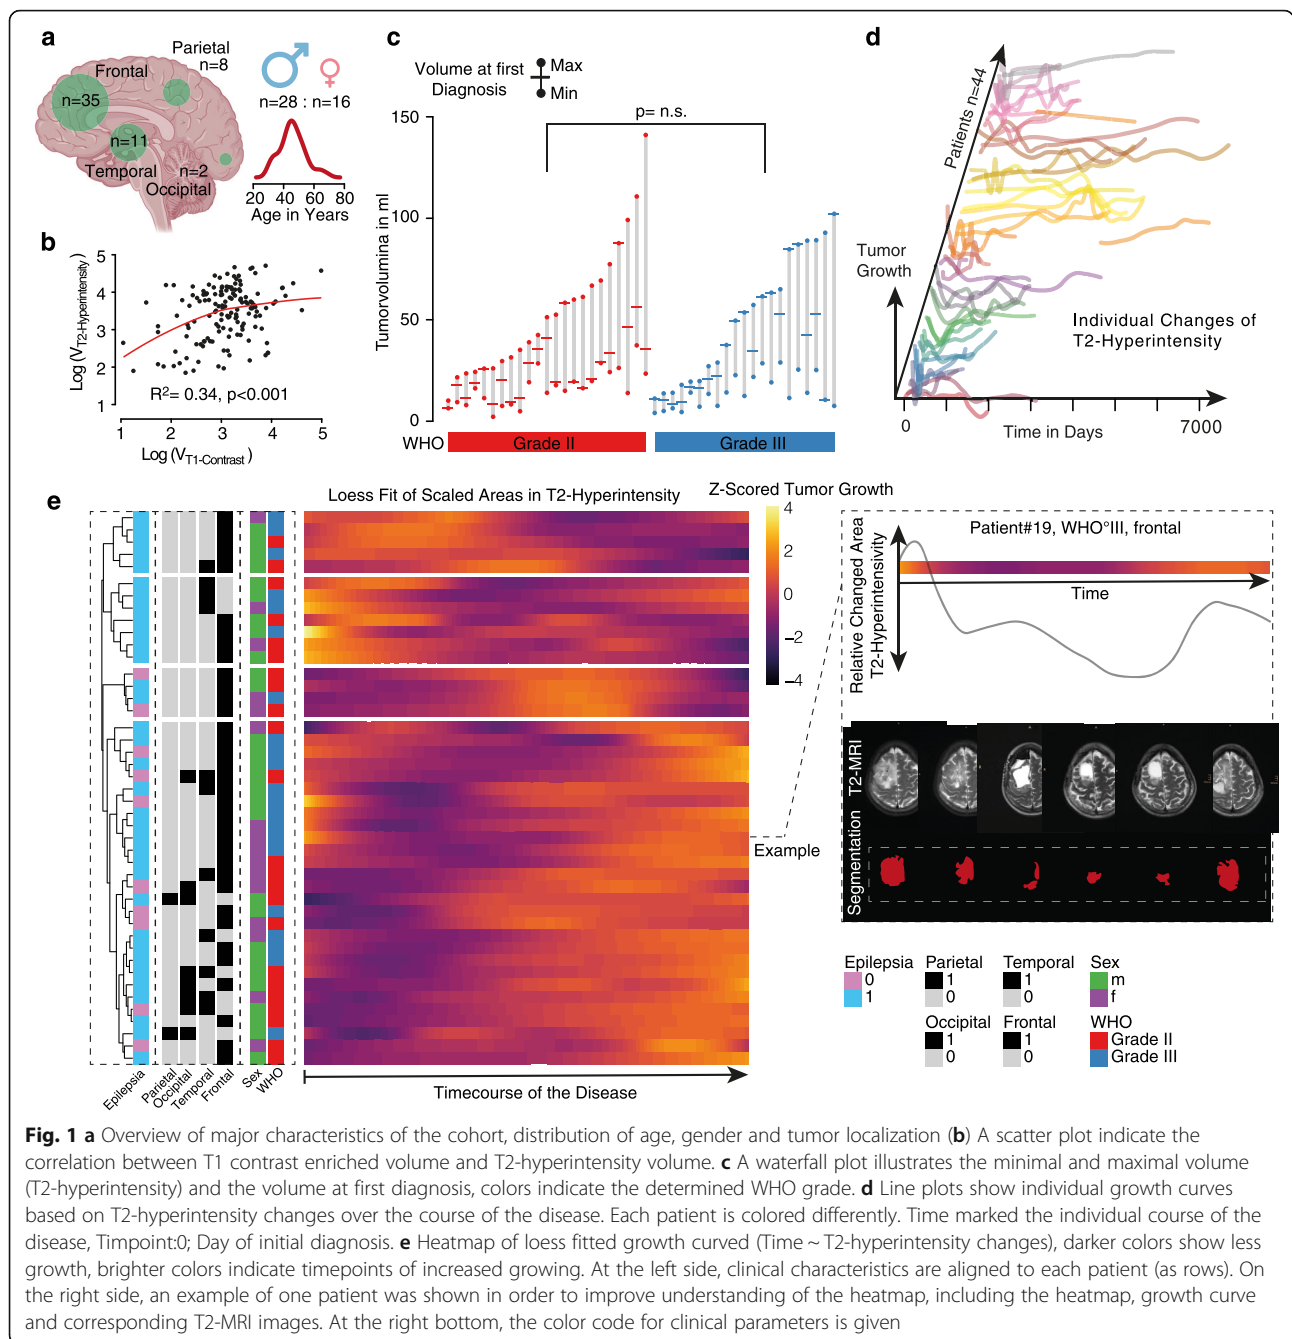 a
Parietal
n=8
Frontal
n=35
n=11
Temporal
n=2
Occipital
n=28 : n=16
20 40 60 80
Age in Years
b
Log (V T2-Hyperintensity)
5
4
3
2
1
R2= 0.34, p<0.001
1 2 3 4 5
Log (V T1-Contrast)
c
Volume at first
Diagnosis
Max
Min
p= n.s.
Tumorvolumina in ml
150
100
50
0
WHO Grade II Grade III
d
Patients n=44
Tumor
Growth
Individual Changes of
T2-Hyperintensity
0 Time in Days 7000
e
Loess Fit of Scaled Areas in T2-Hyperintensity
Z-Scored Tumor Growth
4
2
0
−2
−4
Example
Epilepsia Parietal Occipital Temporal Frontal Sex WHO
Timecourse of the Disease
Patient#19, WHO°III, frontal
Relative Changed Area
T2-Hyperintensivity
Time
T2-MRI
Segmentation
Epilepsia Parietal Temporal Sex
0 1 1 m
1 0 0 f
Occipital Frontal WHO
1 1 Grade II
0 0 Grade III
Fig. 1 a Overview of major characteristics of the cohort, distribution of age, gender and tumor localization (b) A scatter plot indicate the
correlation between T1 contrast enriched volume and T2-hyperintensity volume. c A waterfall plot illustrates the minimal and maximal volume
(T2-hyperintensity) and the volume at first diagnosis, colors indicate the determined WHO grade. d Line plots show individual growth curves
based on T2-hyperintensity changes over the course of the disease. Each patient is colored differently. Time marked the individual course of the
disease, Timpoint:0; Day of initial diagnosis. e Heatmap of loess fitted growth curved (Time ~ T2-hyperintensity changes), darker colors show less
growth, brighter colors indicate timepoints of increased growing. At the left side, clinical characteristics are aligned to each patient (as rows). On
the right side, an example of one patient was shown in order to improve understanding of the heatmap, including the heatmap, growth curve
and corresponding T2-MRI images. At the right bottom, the color code for clinical parameters is given